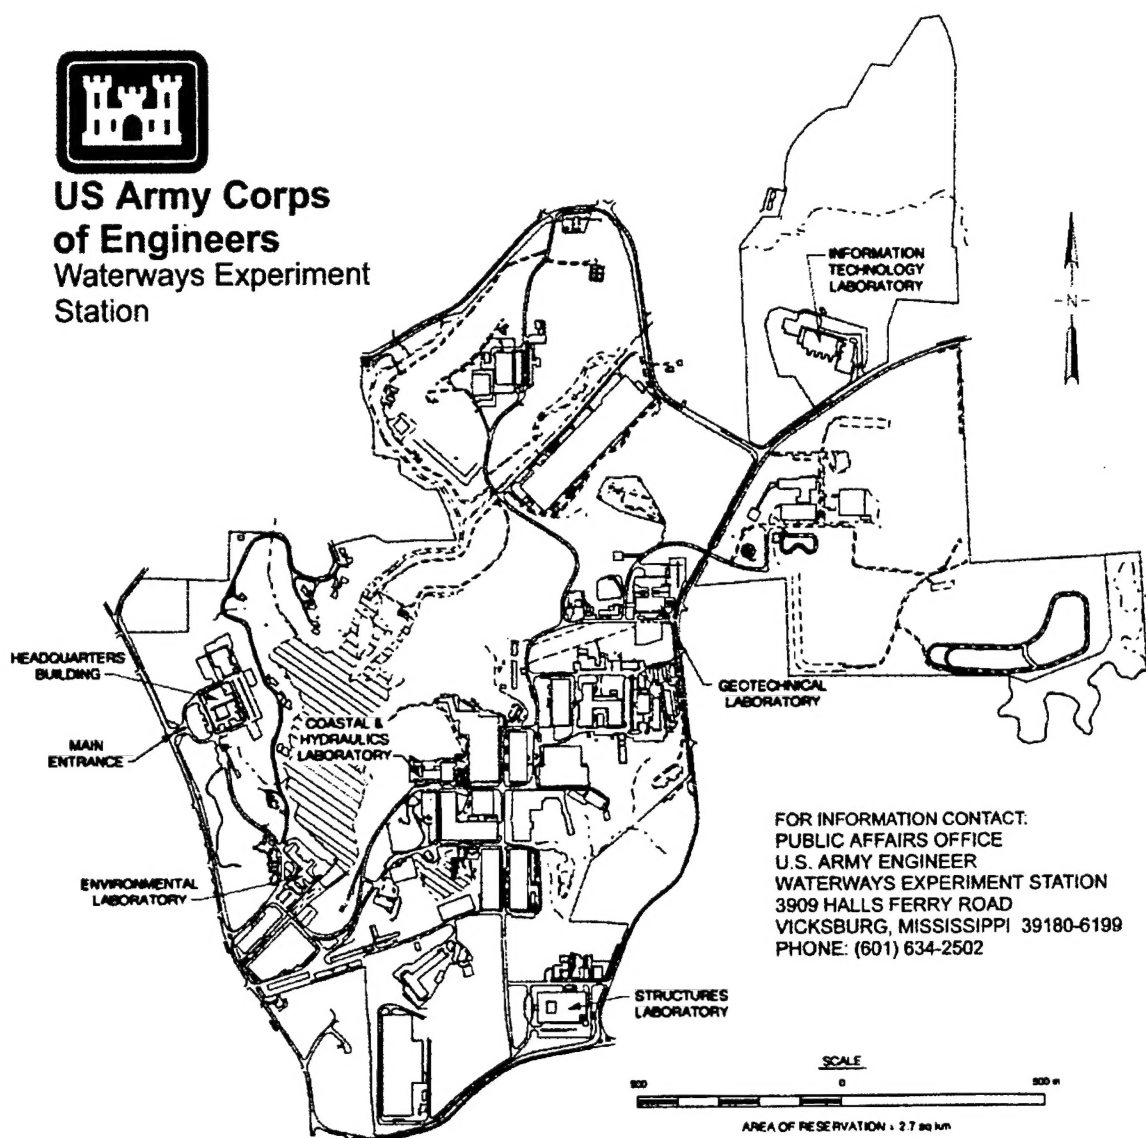 US Army Corps
of Engineers
Waterways Experiment
Station
INFORMATION
TECHNOLOGY
LABORATORY
N
HEADQUARTERS
BUILDING
MAIN
ENTRANCE
COASTAL &
HYDRAULICS
LABORATORY
GEOTECHNICAL
LABORATORY
ENVIRONMENTAL
LABORATORY
STRUCTURES
LABORATORY
FOR INFORMATION CONTACT:
PUBLIC AFFAIRS OFFICE
U.S. ARMY ENGINEER
WATERWAYS EXPERIMENT STATION
3909 HALLS FERRY ROAD
VICKSBURG, MISSISSIPPI 39180-6199
PHONE: (601) 634-2502
SCALE
500 0 500 m
AREA OF RESERVATION = 2.7 sq km